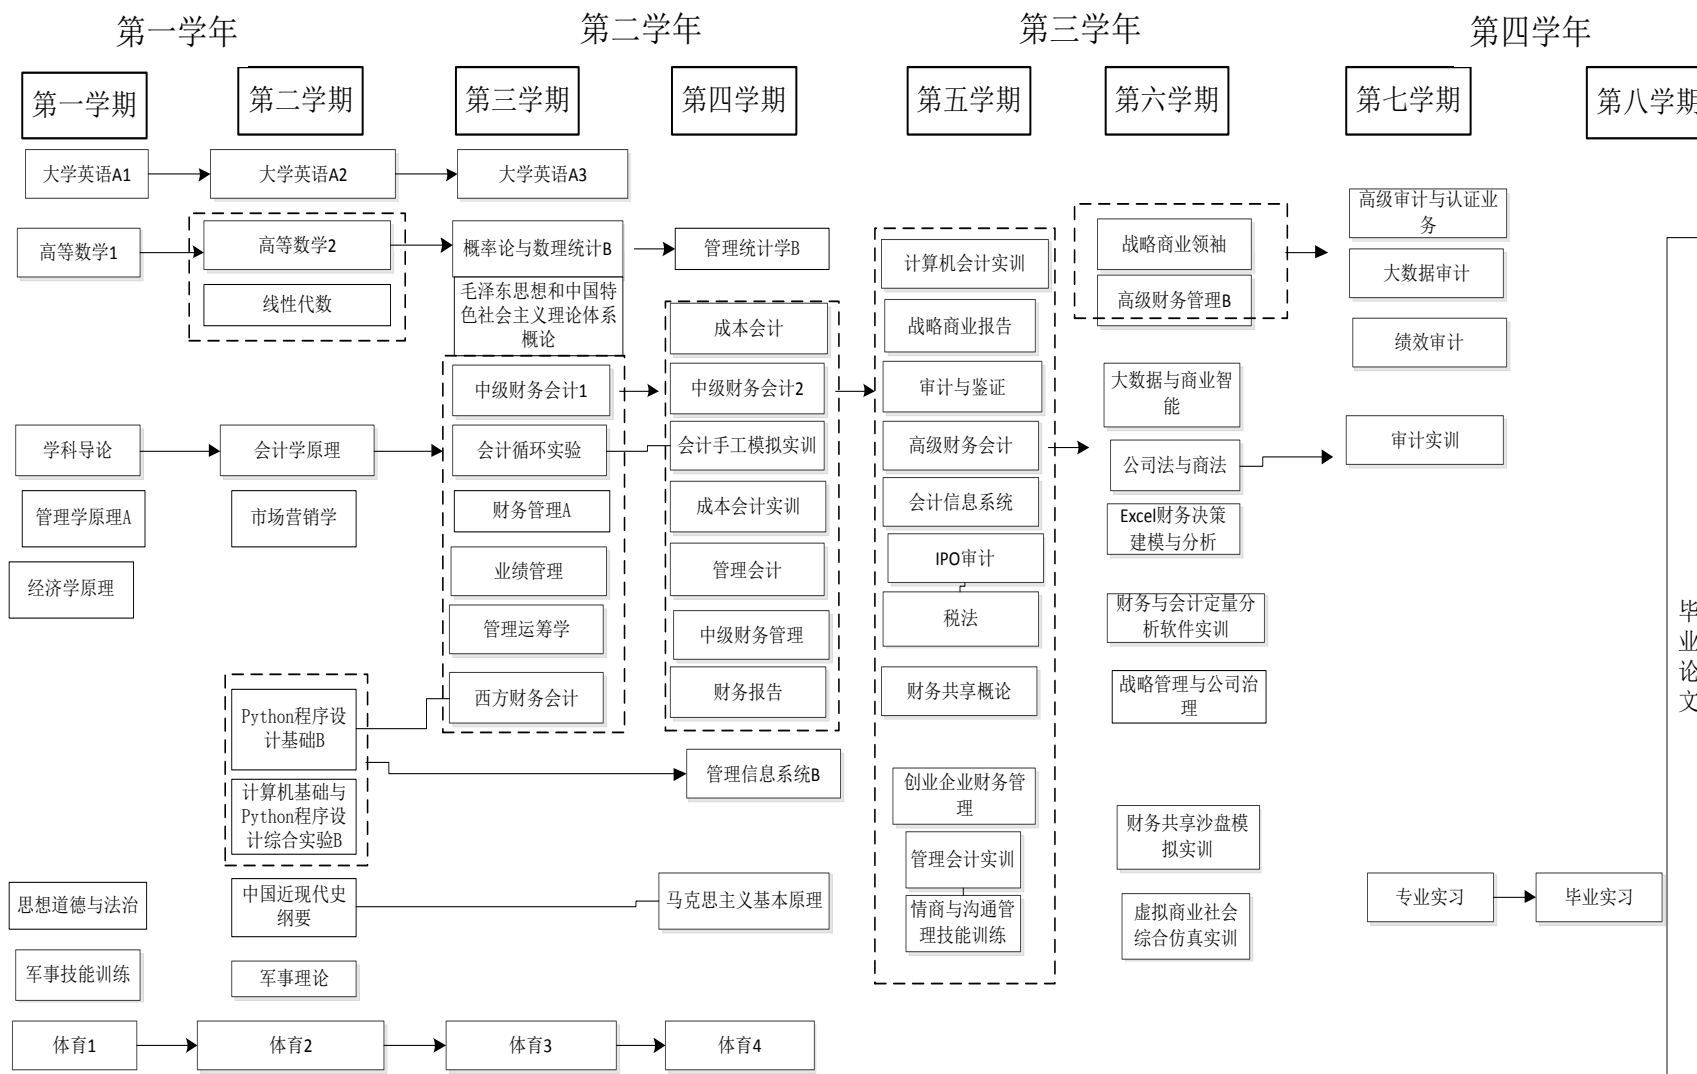 第一学年
第二学年
第三学年
第四学年
第一学期
第二学期
第三学期
第四学期
第五学期
第六学期
第七学期
第八学期
大学英语A1
大学英语A2
大学英语A3
高等数学1
高等数学2
线性代数
概率论与数理统计B
管理统计学B
毛泽东思想和中国特
色社会主义理论体系
概论
学科导论
管理学原理A
经济学原理
会计学原理
市场营销学
中级财务会计1
会计循环实验
财务管理A
业绩管理
管理运筹学
西方财务会计
成本会计
中级财务会计2
会计手工模拟实训
成本会计实训
管理会计
中级财务管理
财务报告
Python程序设
计基础B
计算机基础与
Python程序设
计综合实验B
管理信息系统B
计算机会计实训
战略商业报告
审计与鉴证
高级财务会计
会计信息系统
IPO审计
税法
财务共享概论
创业企业财务管
理
管理会计实训
情商与沟通管
理技能训练
战略商业领袖
高级财务管理B
大数据与商业智
能
公司法与商法
Excel财务决策
建模与分析
财务与会计定量分
析软件实训
战略管理与公司治
理
财务共享沙盘模
拟实训
虚拟商业社会
综合仿真实训
高级审计与认证业
务
大数据审计
绩效审计
审计实训
专业实习
毕业实习
毕
业
论
文
思想道德与法治
中国近现代史
纲要
马克思主义基本原理
军事技能训练
军事理论
体育1
体育2
体育3
体育4